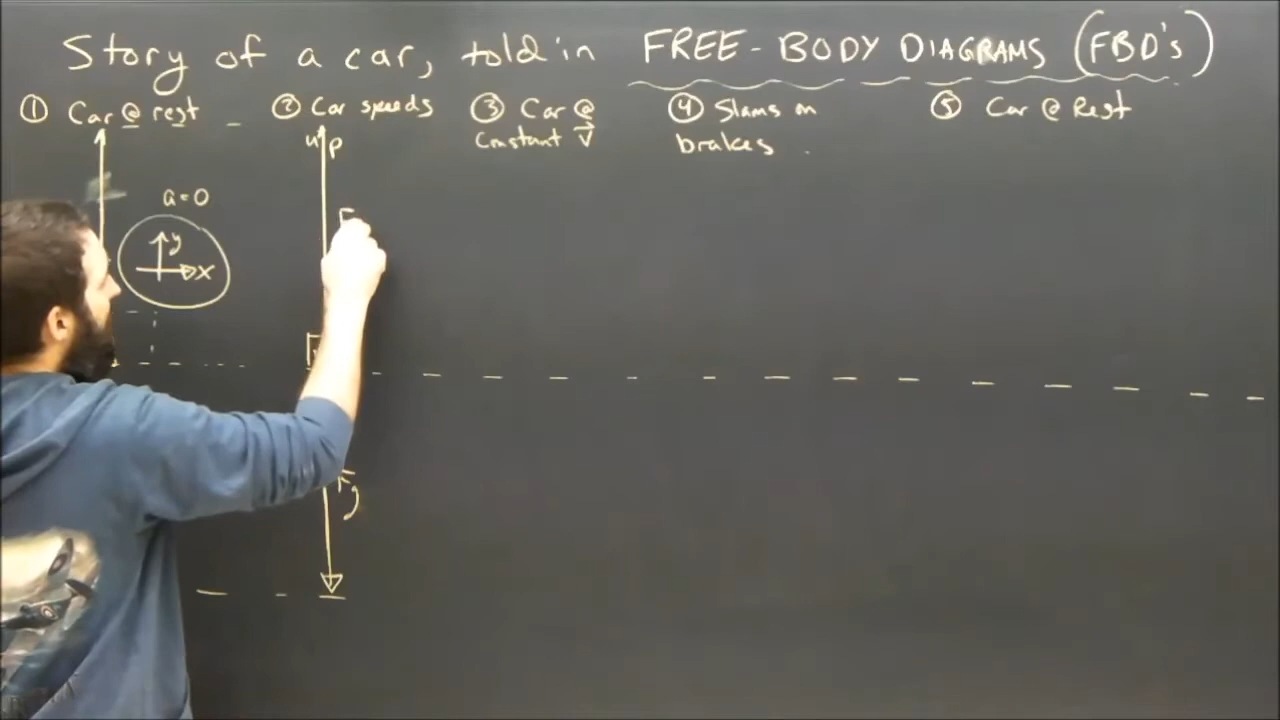 Story of a car, told in FREE-BODY DIAGRAMS (FBD's)
① Car @ rest
② Car speeds up
③ Car @ Constant v
④ Slams on brakes
⑤ Car @ Rest
a=0
y
x
F